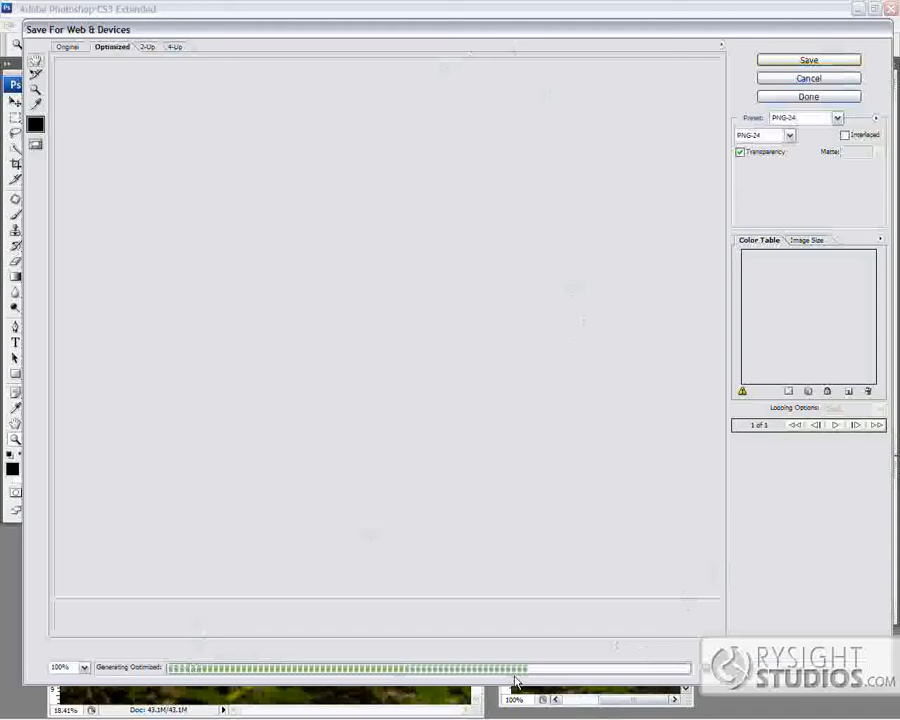 Adobe Photoshop CS3 Extended
Save For Web & Devices
Original Optimized 2-Up 4-Up
Save
Cancel
Done
Preset: PNG-24
PNG-24 Interlaced
Transparency Matte:
Color Table Image Size
Looping Options:
1 of 1
100% Generating Optimized:
18.41% Doc: 43.1M/43.1M
100%
RYSIGHT
STUDIOS.COM
Ps
T